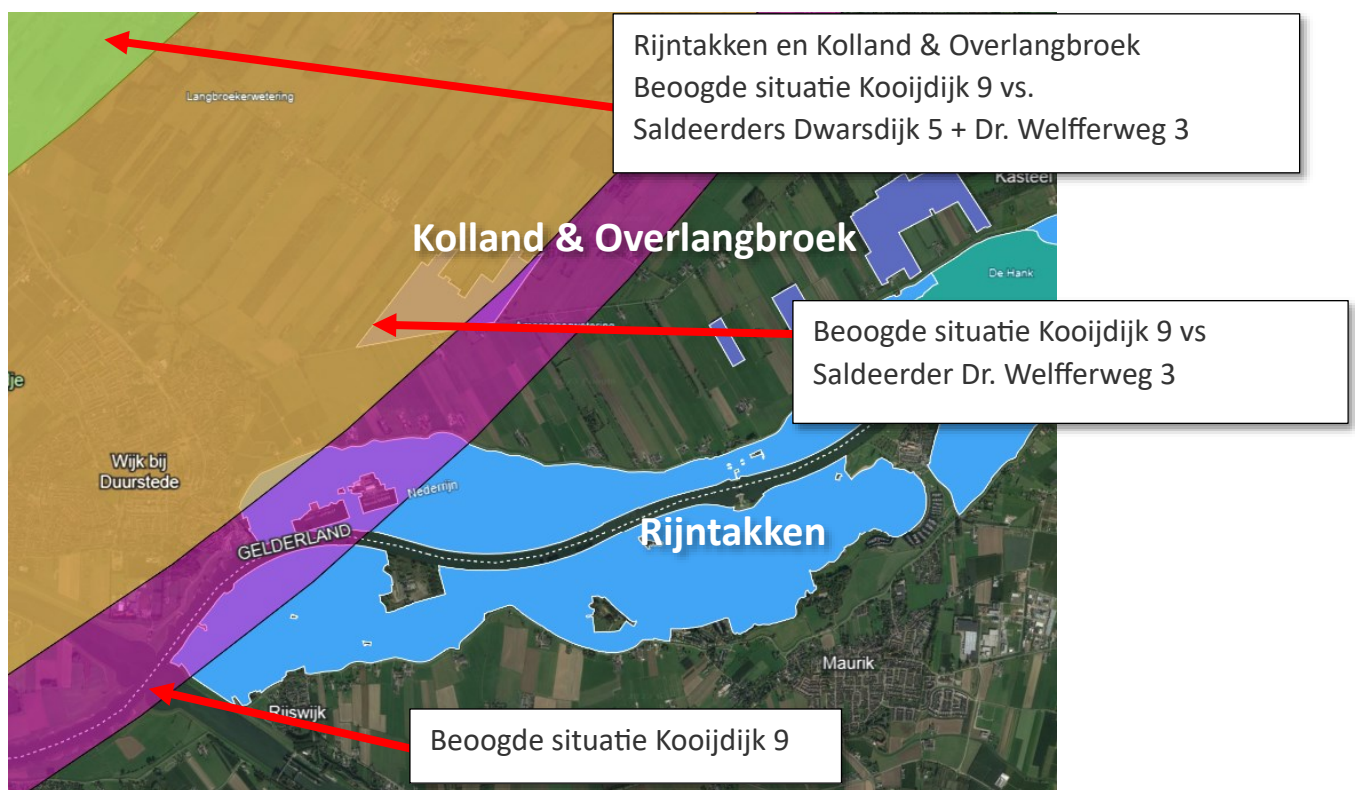 Rijntakken en Kolland & Overlangbroek
Beoogde situatie Kooijdijk 9 vs.
Saldeerders Dwarsdijk 5 + Dr. Welfferweg 3
Langbroekerwetering
Kasteel
Kolland & Overlangbroek
De Hank
Beoogde situatie Kooijdijk 9 vs
Saldeerder Dr. Welfferweg 3
je
Wijk bij
Duurstede
Nederrijn
GELDERLAND
Rijntakken
Maurik
Rijswijk
Beoogde situatie Kooijdijk 9